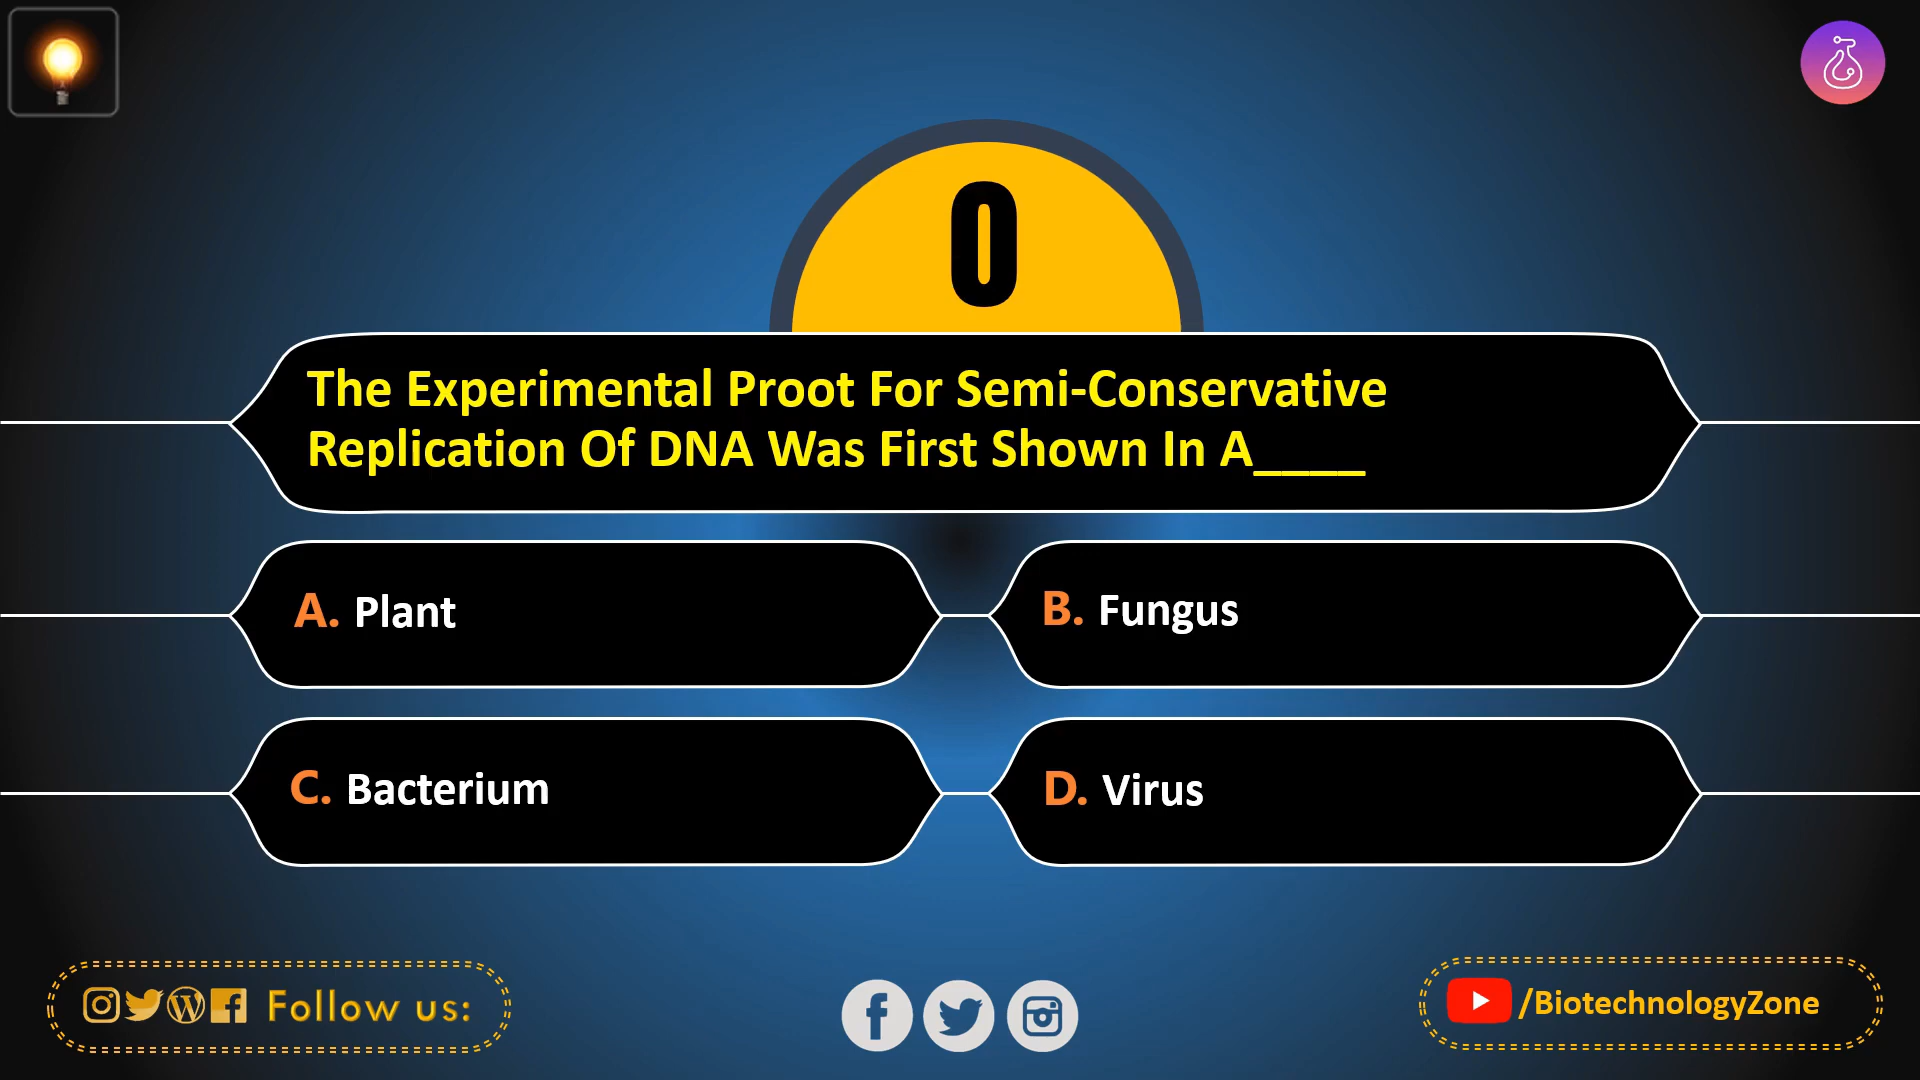 0
The Experimental Proot For Semi-Conservative
Replication Of DNA Was First Shown In A____
A. Plant
B. Fungus
C. Bacterium
D. Virus
Follow us:
/BiotechnologyZone